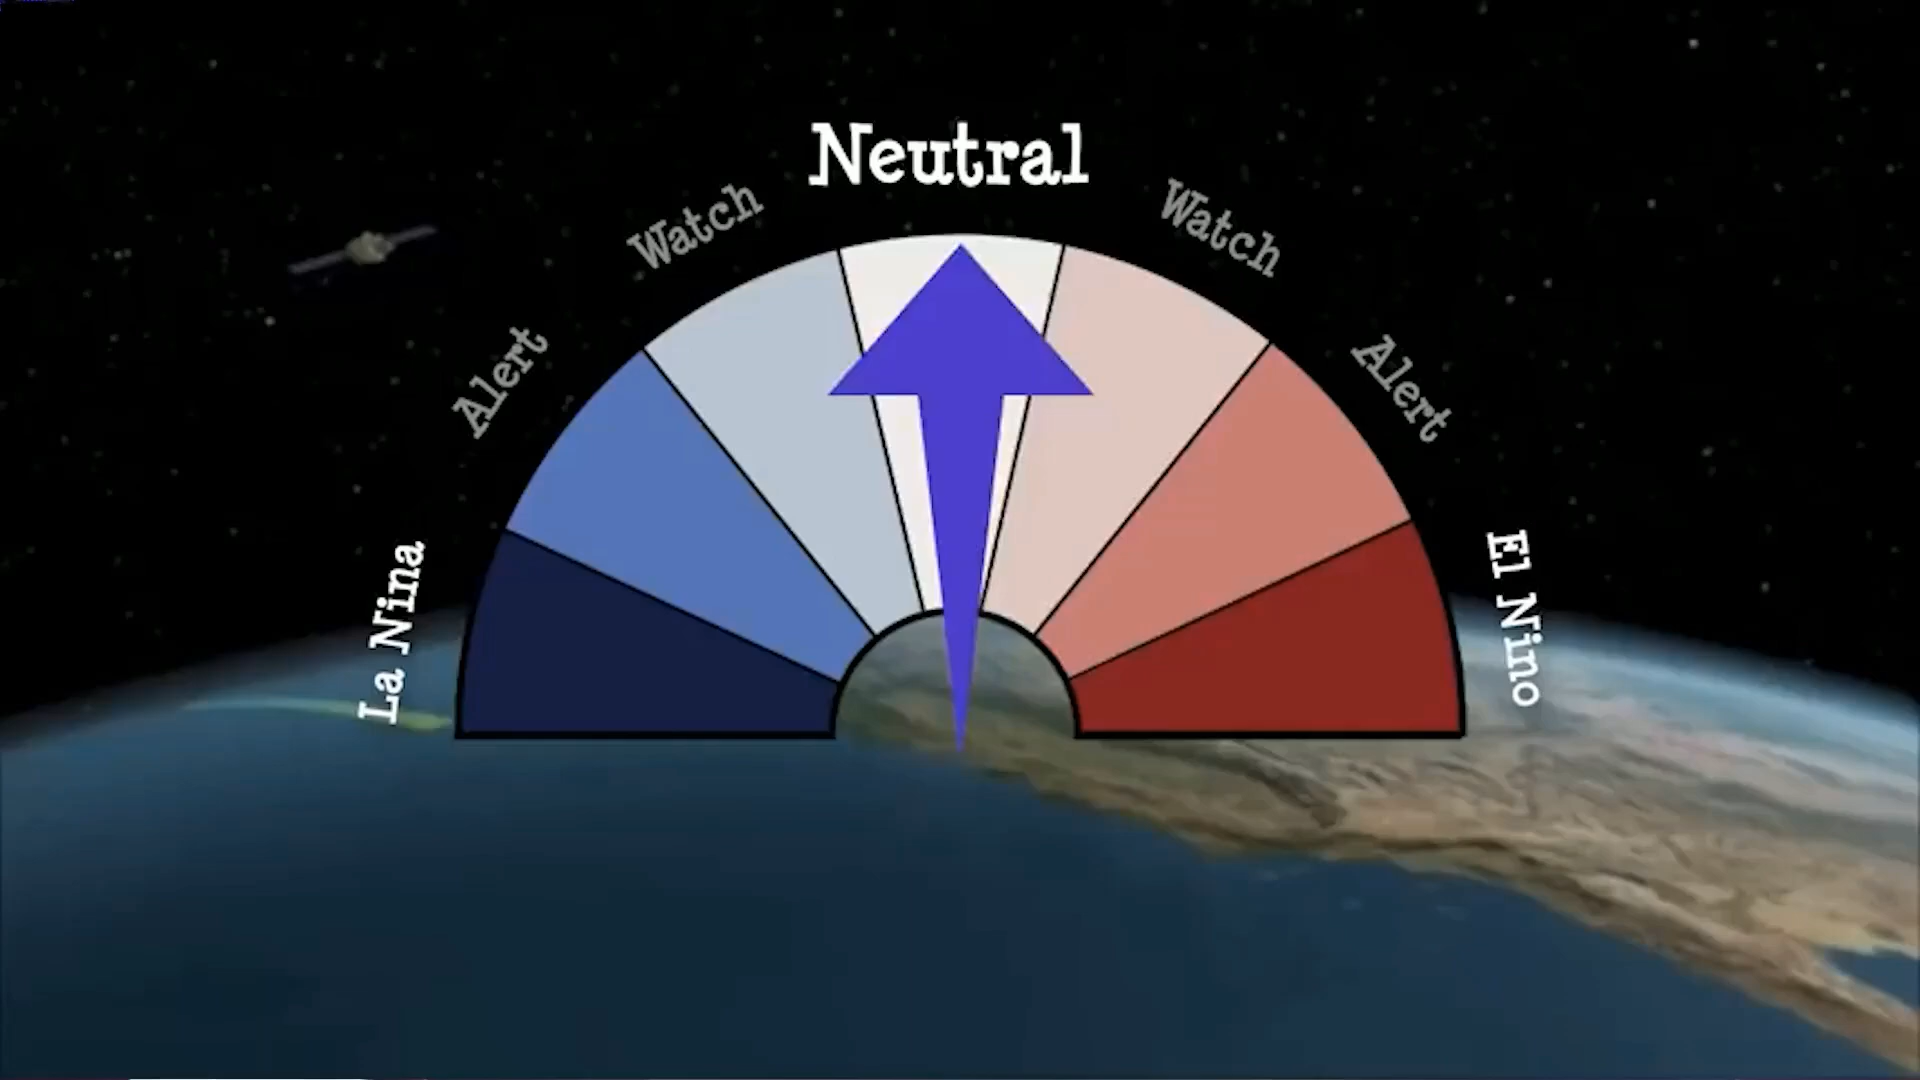 Neutral
Watch
Watch
Alert
Alert
La Nina
El Nino